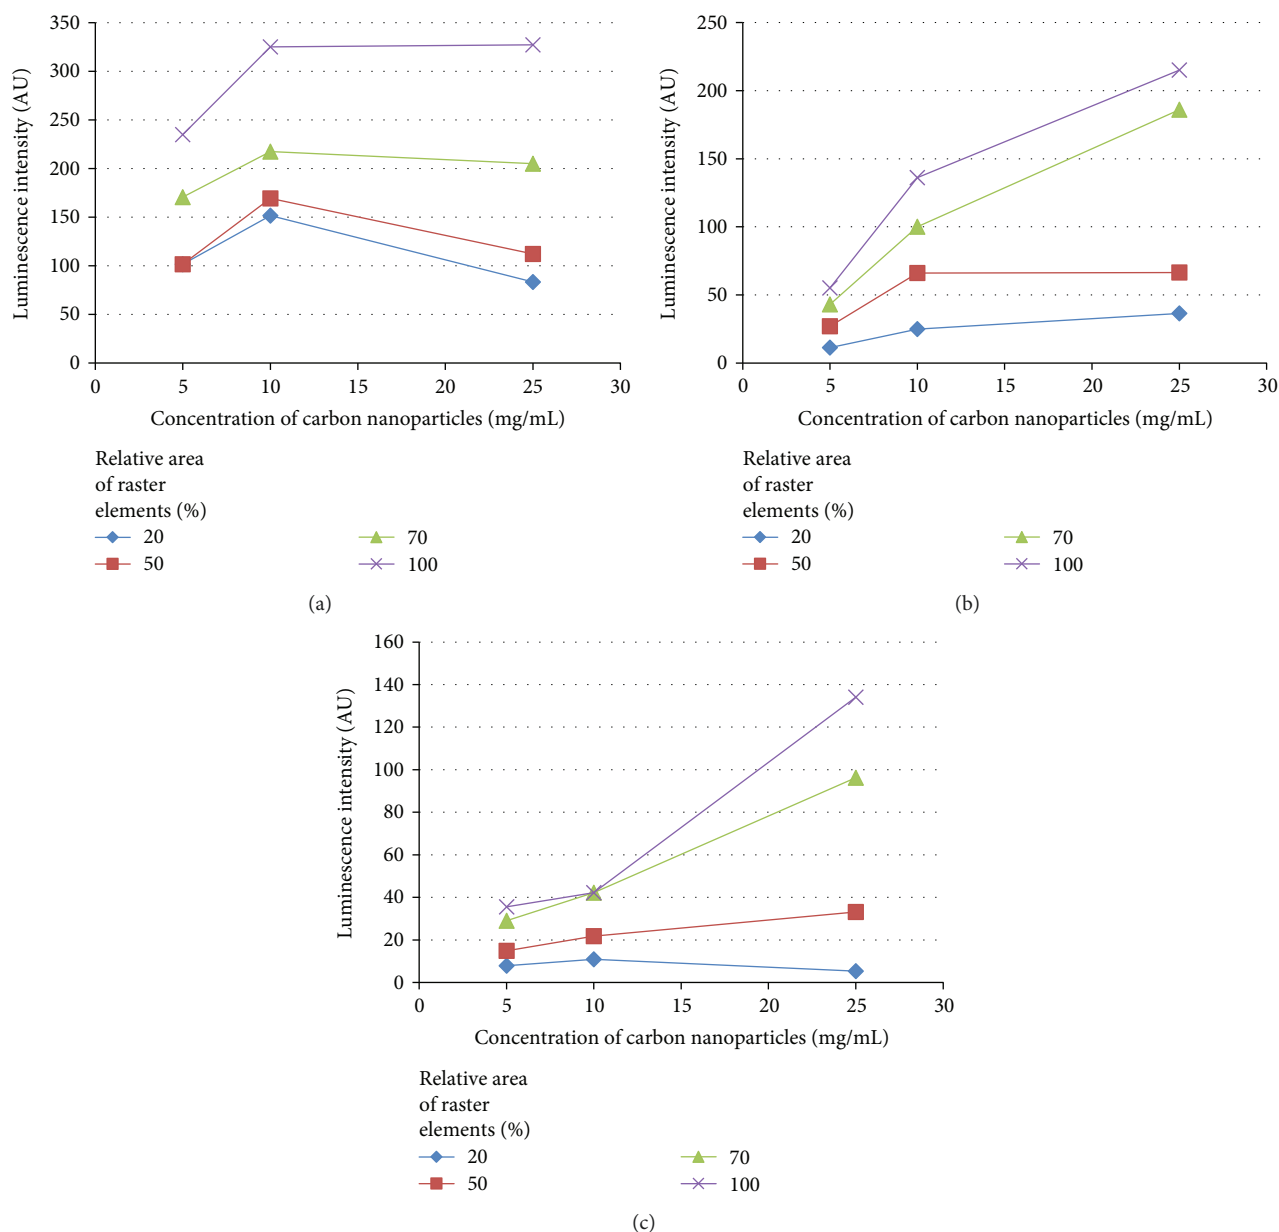 350
300
250
200
150
100
50
0
Luminescence intensity (AU)
0 5 10 15 20 25 30
Concentration of carbon nanoparticles (mg/mL)
Relative area
of raster
elements (%)
20 70
50 100
(a)
250
200
150
100
50
0
Luminescence intensity (AU)
0 5 10 15 20 25 30
Concentration of carbon nanoparticles (mg/mL)
Relative area
of raster
elements (%)
20 70
50 100
(b)
160
140
120
100
80
60
40
20
0
Luminescence intensity (AU)
0 5 10 15 20 25 30
Concentration of carbon nanoparticles (mg/mL)
Relative area
of raster
elements (%)
20 70
50 100
(c)